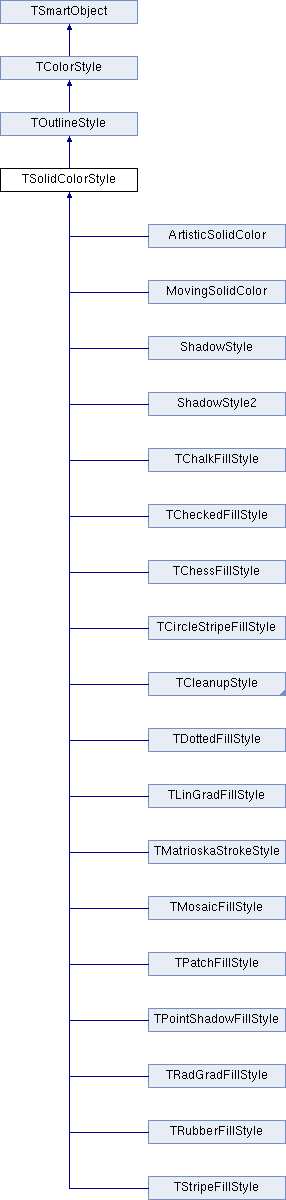 TSmartObject
TColorStyle
TOutlineStyle
TSolidColorStyle
ArtisticSolidColor
MovingSolidColor
ShadowStyle
ShadowStyle2
TChalkFillStyle
TCheckedFillStyle
TChessFillStyle
TCircleStripeFillStyle
TCleanupStyle
TDottedFillStyle
TLinGradFillStyle
TMatrioskaStrokeStyle
TMosaicFillStyle
TPatchFillStyle
TPointShadowFillStyle
TRadGradFillStyle
TRubberFillStyle
TStripeFillStyle